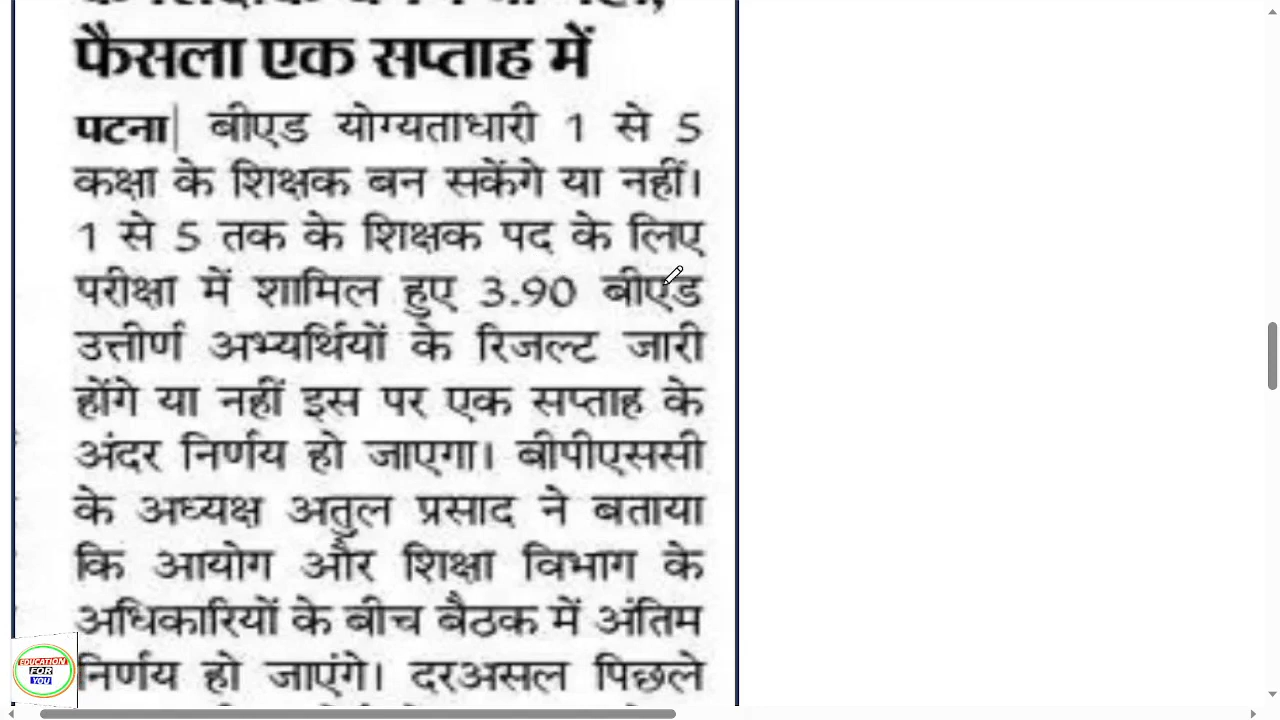 फैसला एक सप्ताह में
पटना| बीएड योग्यताधारी 1 से 5
कक्षा के शिक्षक बन सकेंगे या नहीं।
1 से 5 तक के शिक्षक पद के लिए
परीक्षा में शामिल हुए 3.90 बीएड
उत्तीर्ण अभ्यर्थियों के रिजल्ट जारी
होंगे या नहीं इस पर एक सप्ताह के
अंदर निर्णय हो जाएगा। बीपीएससी
के अध्यक्ष अतुल प्रसाद ने बताया
कि आयोग और शिक्षा विभाग के
अधिकारियों के बीच बैठक में अंतिम
निर्णय हो जाएंगे। दरअसल पिछले
EDUCATION
FOR
YOU